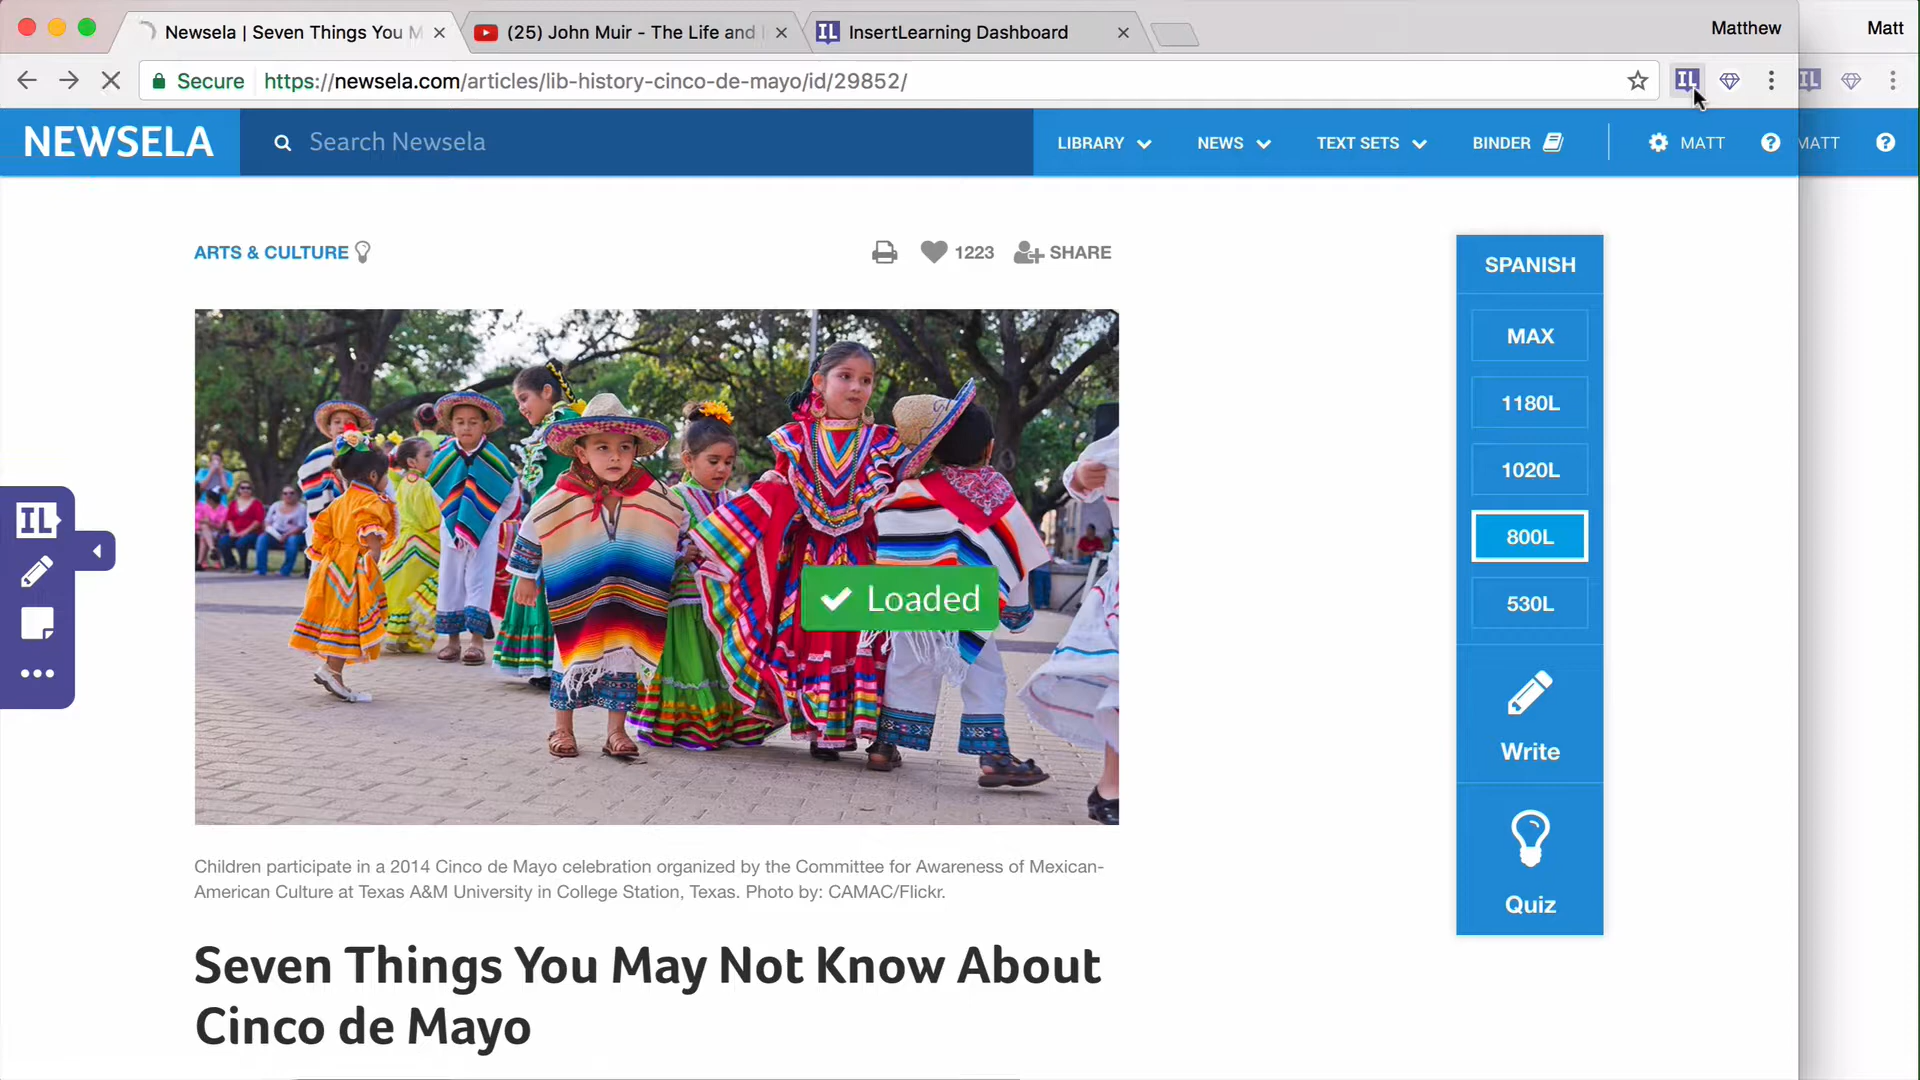 Newsela | Seven Things You M
(25) John Muir - The Life and
IL InsertLearning Dashboard
Matthew
Matt
Secure https://newsela.com/articles/lib-history-cinco-de-mayo/id/29852/
IL
IL
NEWSELA
Search Newsela
LIBRARY
NEWS
TEXT SETS
BINDER
MATT
?
MATT
?
ARTS & CULTURE
1223
SHARE
SPANISH
MAX
1180L
1020L
800L
530L
Write
Quiz
IL
Loaded
Children participate in a 2014 Cinco de Mayo celebration organized by the Committee for Awareness of Mexican-
American Culture at Texas A&M University in College Station, Texas. Photo by: CAMAC/Flickr.
Seven Things You May Not Know About
Cinco de Mayo